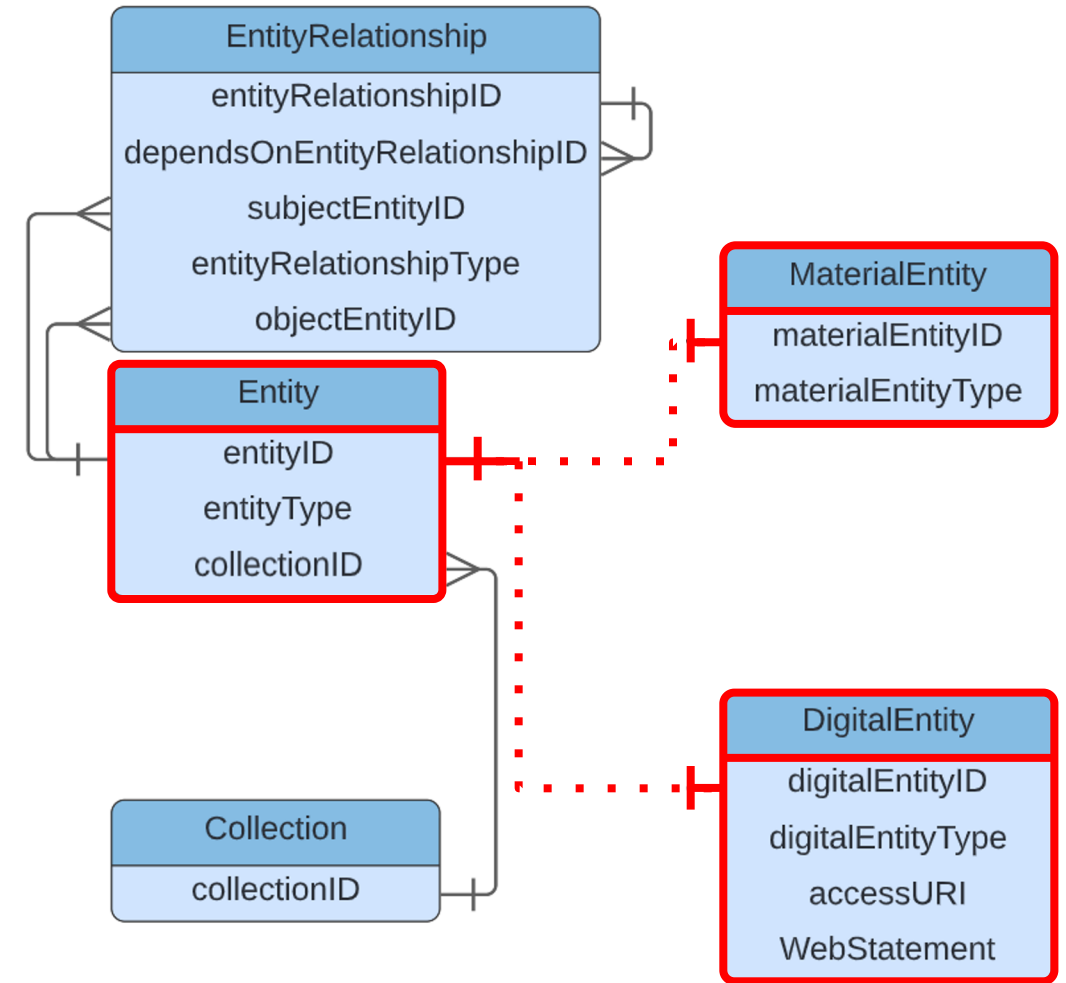 EntityRelationship
entityRelationshipID
dependsOnEntityRelationshipID
subjectEntityID
entityRelationshipType
objectEntityID
Entity
entityID
entityType
collectionID
Collection
collectionID
MaterialEntity
materialEntityID
materialEntityType
DigitalEntity
digitalEntityID
digitalEntityType
accessURI
WebStatement